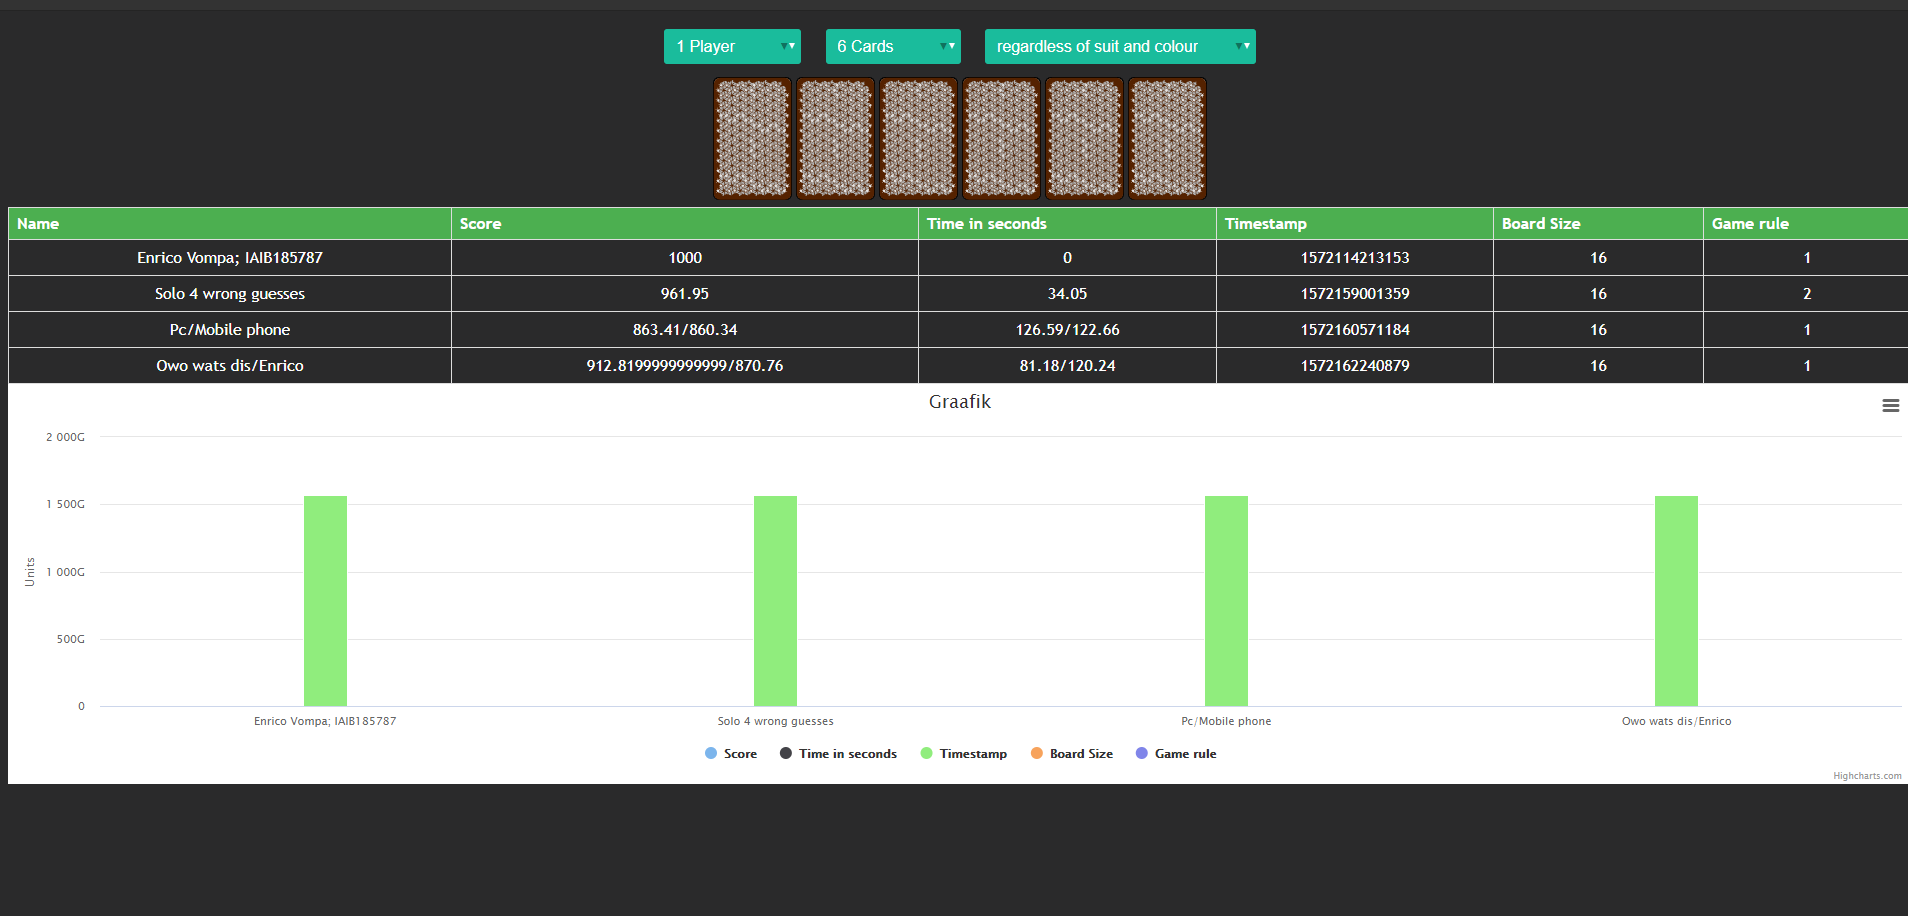 1 Player 6 Cards regardless of suit and colour
Name Score Time in seconds Timestamp Board Size Game rule
Enrico Vompa; IAIB185787 1000 0 1572114213153 16 1
Solo 4 wrong guesses 961.95 34.05 1572159001359 16 2
Pc/Mobile phone 863.41/860.34 126.59/122.66 1572160571184 16 1
Owo wats dis/Enrico 912.8199999999999/870.76 81.18/120.24 1572162240879 16 1
Graafik
2 000G
1 500G
Units
1 000G
500G
0
Enrico Vompa; IAIB185787 Solo 4 wrong guesses Pc/Mobile phone Owo wats dis/Enrico
Score Time in seconds Timestamp Board Size Game rule
Highcharts.com